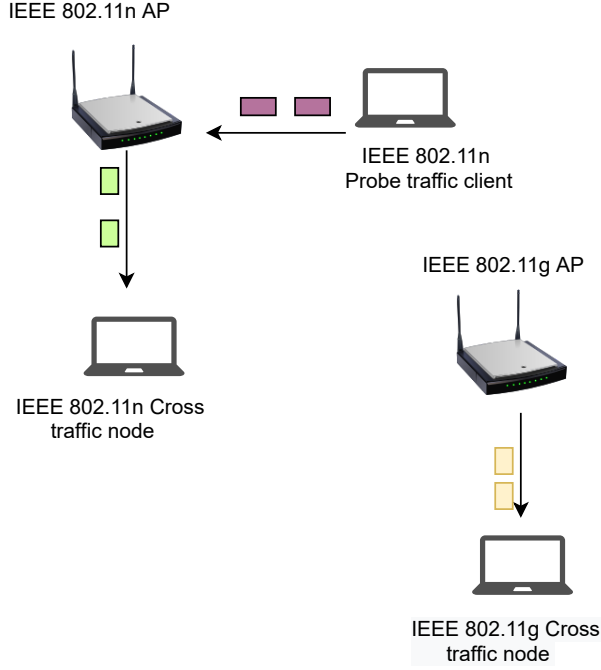 IEEE 802.11n AP
IEEE 802.11n
Probe traffic client
IEEE 802.11g AP
IEEE 802.11n Cross
traffic node
IEEE 802.11g Cross
traffic node